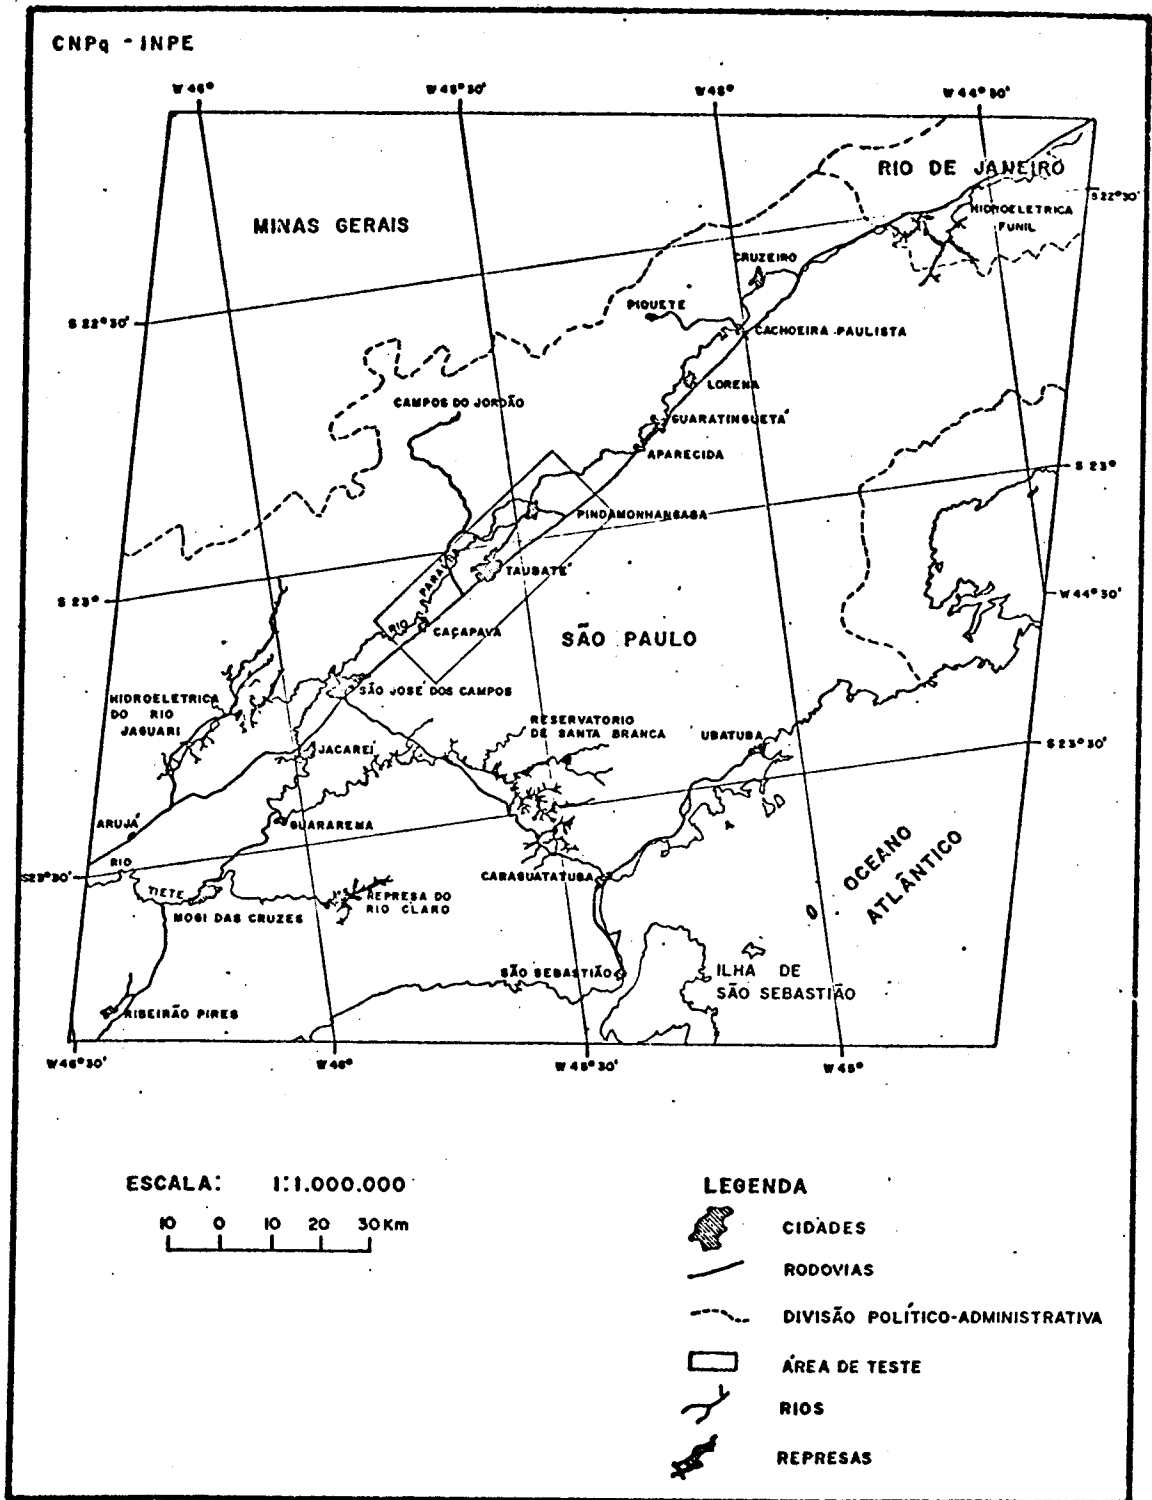 CNPq - INPE
W 46°
W 45°30'
W 45°
W 44°30'
RIO DE JANEIRO
S 22°30'
MINAS GERAIS
HIDROELETRICA
FUNIL
CRUZEIRO
PIQUETE
S 22°30'
CACHOEIRA PAULISTA
LORENA
CAMPOS DO JORDÃO
GUARATINGUETÁ
APARECIDA
S 23°
PINDAMONHANGABA
TAUBATÉ
RIO PARAYBA
S 23°
W 44°30'
CAÇAPAVA
SÃO PAULO
SÃO JOSÉ DOS CAMPOS
HIDROELÉTRICA
DO RIO
JAGUARI
RESERVATORIO
DE SANTA BRANCA
UBATUBA
S 23°30'
JACAREÍ
ARUJÁ
GUARAREMA
RIO
TIETE
S23°30'
CARAGUATATUBA
OCEANO
ATLÂNTICO
REPRESA DO
RIO CLARO
MOGI DAS CRUZES
SÃO SEBASTIÃO
ILHA DE
SÃO SEBASTIÃO
RIBEIRÃO PIRES
W 46°30'
W 46°
W 45°30'
W 45°
ESCALA: 1:1.000.000
10 0 10 20 30 Km
LEGENDA
CIDADES
RODOVIAS
DIVISÃO POLÍTICO-ADMINISTRATIVA
ÁREA DE TESTE
RIOS
REPRESAS